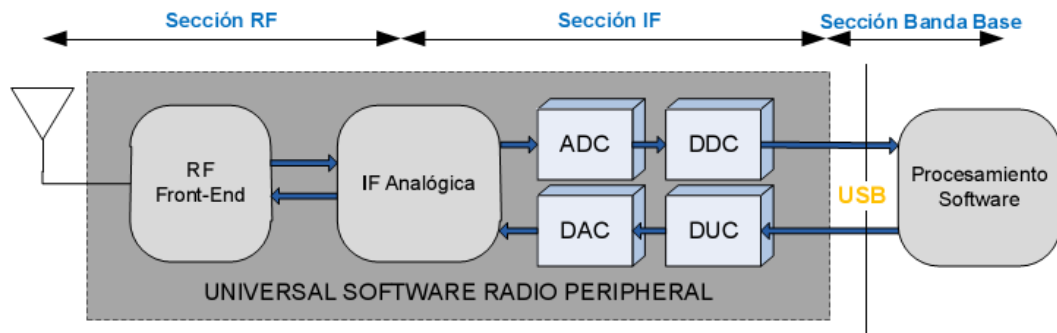 Sección RF
Sección IF
Sección Banda Base
RF
Front-End
IF Analógica
ADC
DDC
DAC
DUC
USB
Procesamiento
Software
UNIVERSAL SOFTWARE RADIO PERIPHERAL